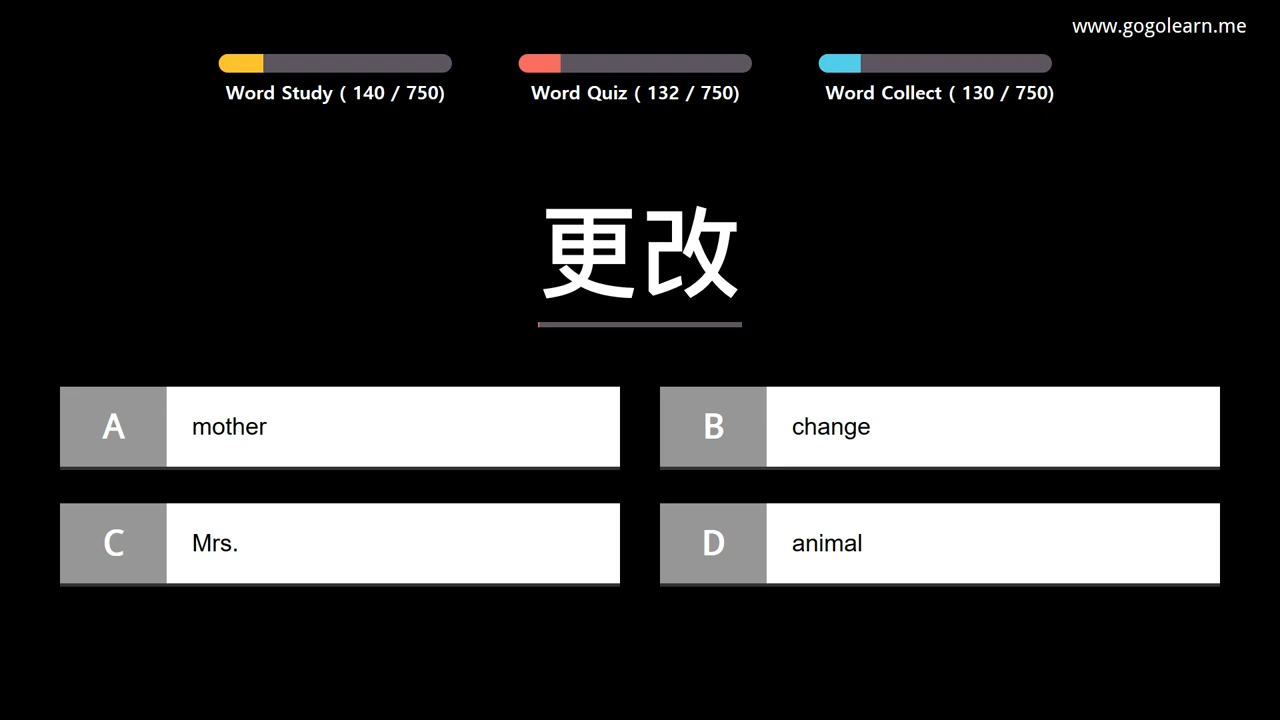 www.gogolearn.me
Word Study ( 140 / 750)
Word Quiz ( 132 / 750)
Word Collect ( 130 / 750)
更改
A mother
B change
C Mrs.
D animal